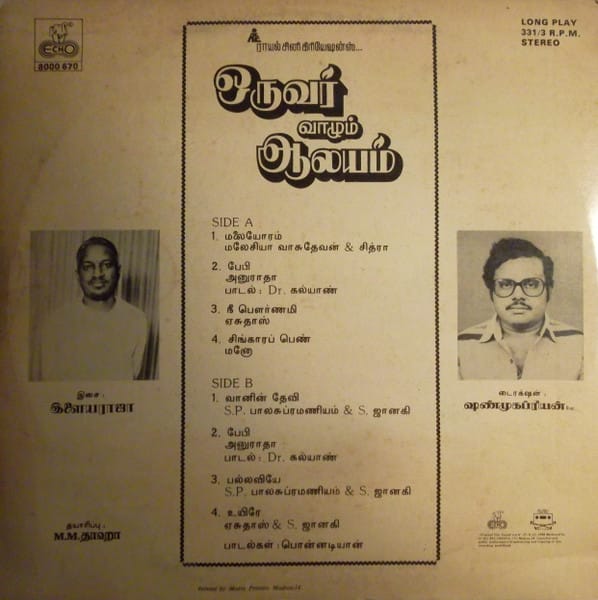 ECHO
8000 670
LONG PLAY
331/3 R.P.M.
STEREO
ராயல் சினி கிரியேஷன்ஸ்...
ஒருவர்
வாழும்
ஆலயம்
SIDE A
1. மலையோரம்
மலேசியா வாசுதேவன் & சித்ரா
2. பேபி
அனுராதா
பாடல் : Dr. கல்யாண்
3. நீ பௌர்ணமி
ஏசுதாஸ்
4. சிங்காரப் பெண்
மனோ
SIDE B
1. வானின் தேவி
S.P. பாலசுப்ரமணியம் & S. ஜானகி
2. பேபி
அனுராதா
பாடல் : Dr. கல்யாண்
3. பல்லவியே
S.P. பாலசுப்ரமணியம் & S. ஜானகி
4. உயிரே
ஏசுதாஸ் & S. ஜானகி
பாடல்கள் : பொன்னடியான்
இசை :
இளையராஜா
டைரக்ஷன் :
ஷண்முகப்ரியன்
தயாரிப்பு :
M.M. தாஹா
ECHO